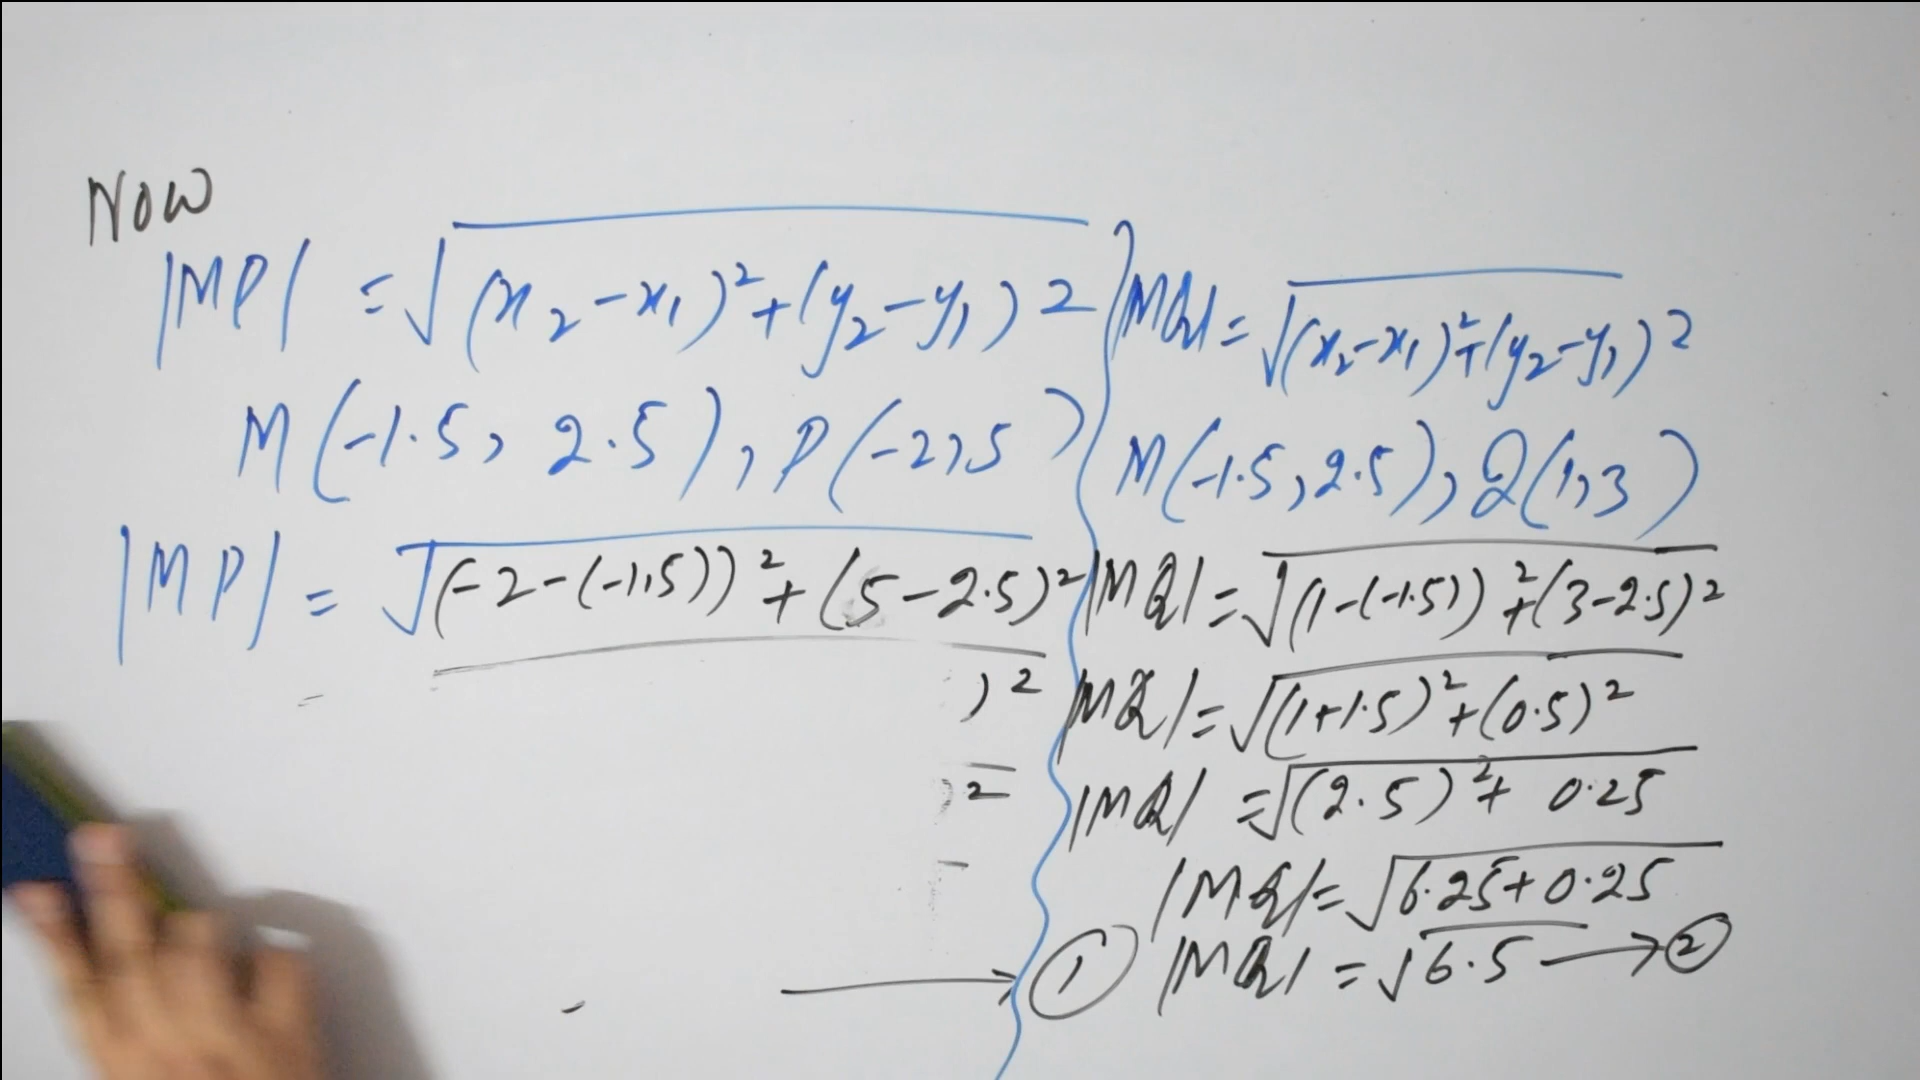 Now
|MP| = √(x₂-x₁)²+(y₂-y₁)²
M(-1.5, 2.5), P(-2,5)
|MP| = √(-2-(-1.5))²+(5-2.5)²
)²
2
→ ①
|MQ| = √(x₂-x₁)²+(y₂-y₁)²
M(-1.5,2.5), Q(1,3)
|MQ| = √(1-(-1.5))²+(3-2.5)²
|MQ| = √(1+1.5)²+(0.5)²
|MQ| = √(2.5)²+ 0.25
|MQ| = √6.25+0.25
|MQ| = √6.5 → ②